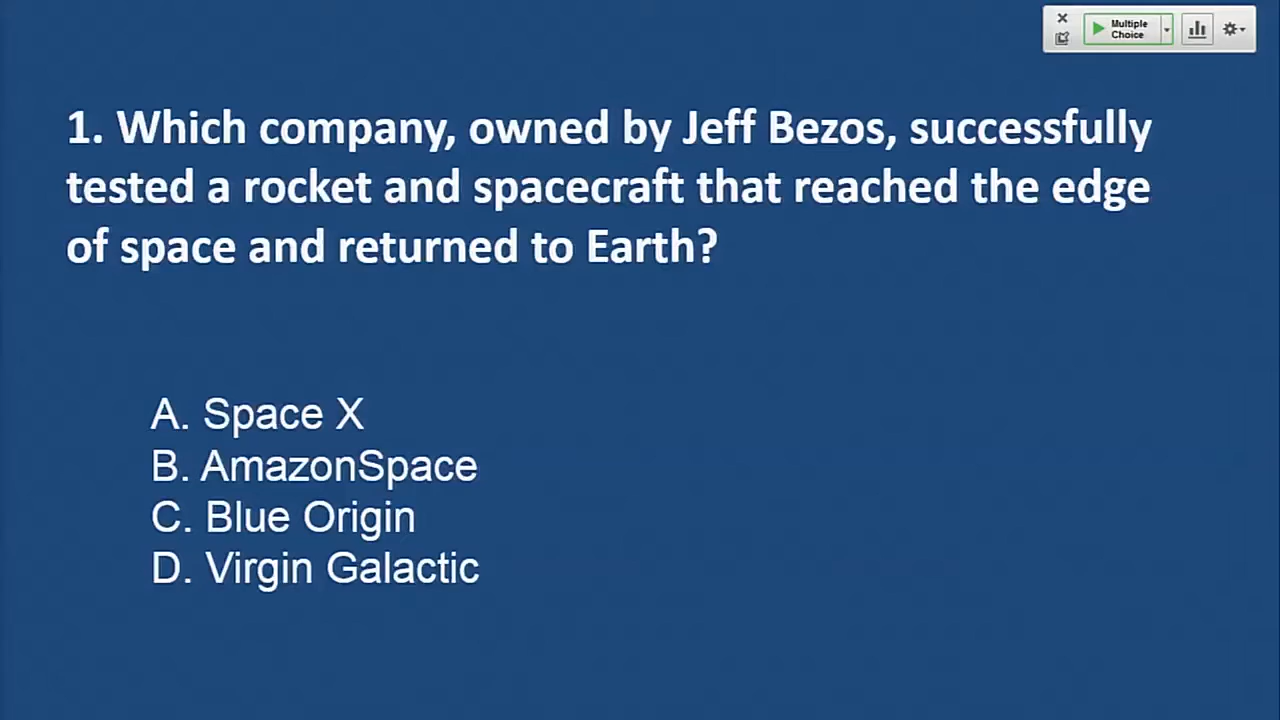 Multiple
Choice
1. Which company, owned by Jeff Bezos, successfully
tested a rocket and spacecraft that reached the edge
of space and returned to Earth?
A. Space X
B. AmazonSpace
C. Blue Origin
D. Virgin Galactic